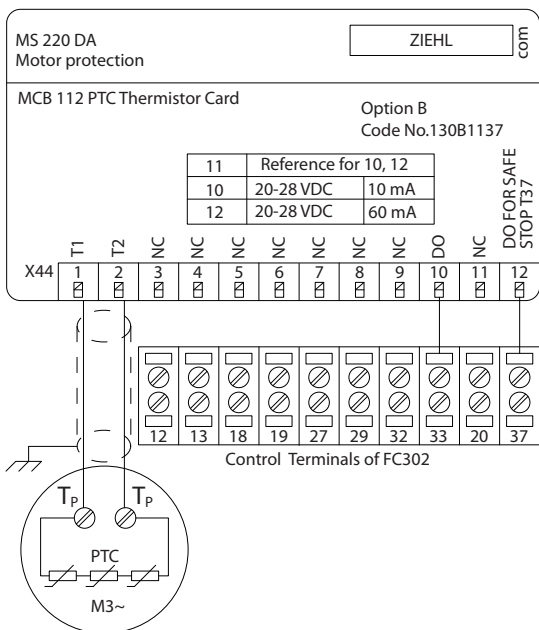 MS 220 DA
Motor protection
ZIEHL
com
MCB 112 PTC Thermistor Card
Option B
Code No.130B1137
11 Reference for 10, 12
10 20-28 VDC 10 mA
12 20-28 VDC 60 mA
T1 T2 NC NC NC NC NC NC NC DO NC DO FOR SAFE STOP T37
X44 1 2 3 4 5 6 7 8 9 10 11 12
12 13 18 19 27 29 32 33 20 37
Control Terminals of FC302
TP TP
PTC
M3~